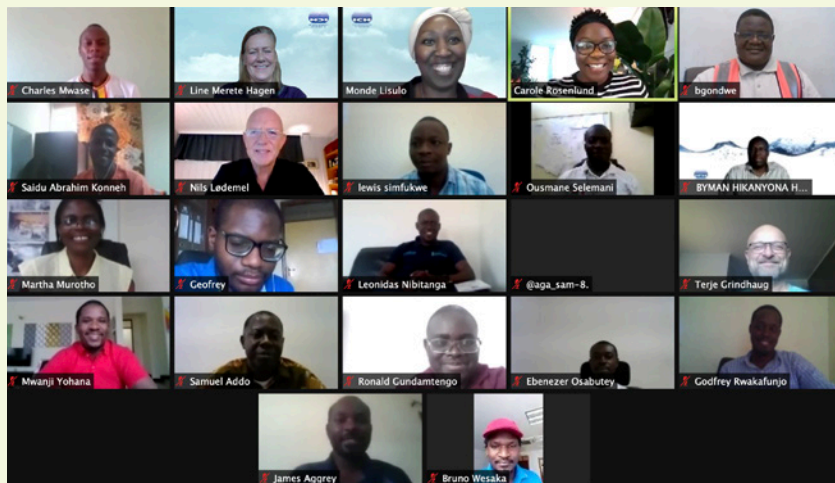 Charles Mwase
Line Merete Hagen
Monde Lisulo
Carole Rosenlund
bgondwe
Saidu Abrahim Konneh
Nils Lødemel
lewis simfukwe
Ousmane Selemani
BYMAN HIKANYONA H...
Martha Murotho
Geofrey
Leonidas Nibitanga
@aga_sam-8.
Terje Grindhaug
Mwanji Yohana
Samuel Addo
Ronald Gundamtengo
Ebenezer Osabutey
Godfrey Rwakafunjo
James Aggrey
Bruno Wesaka